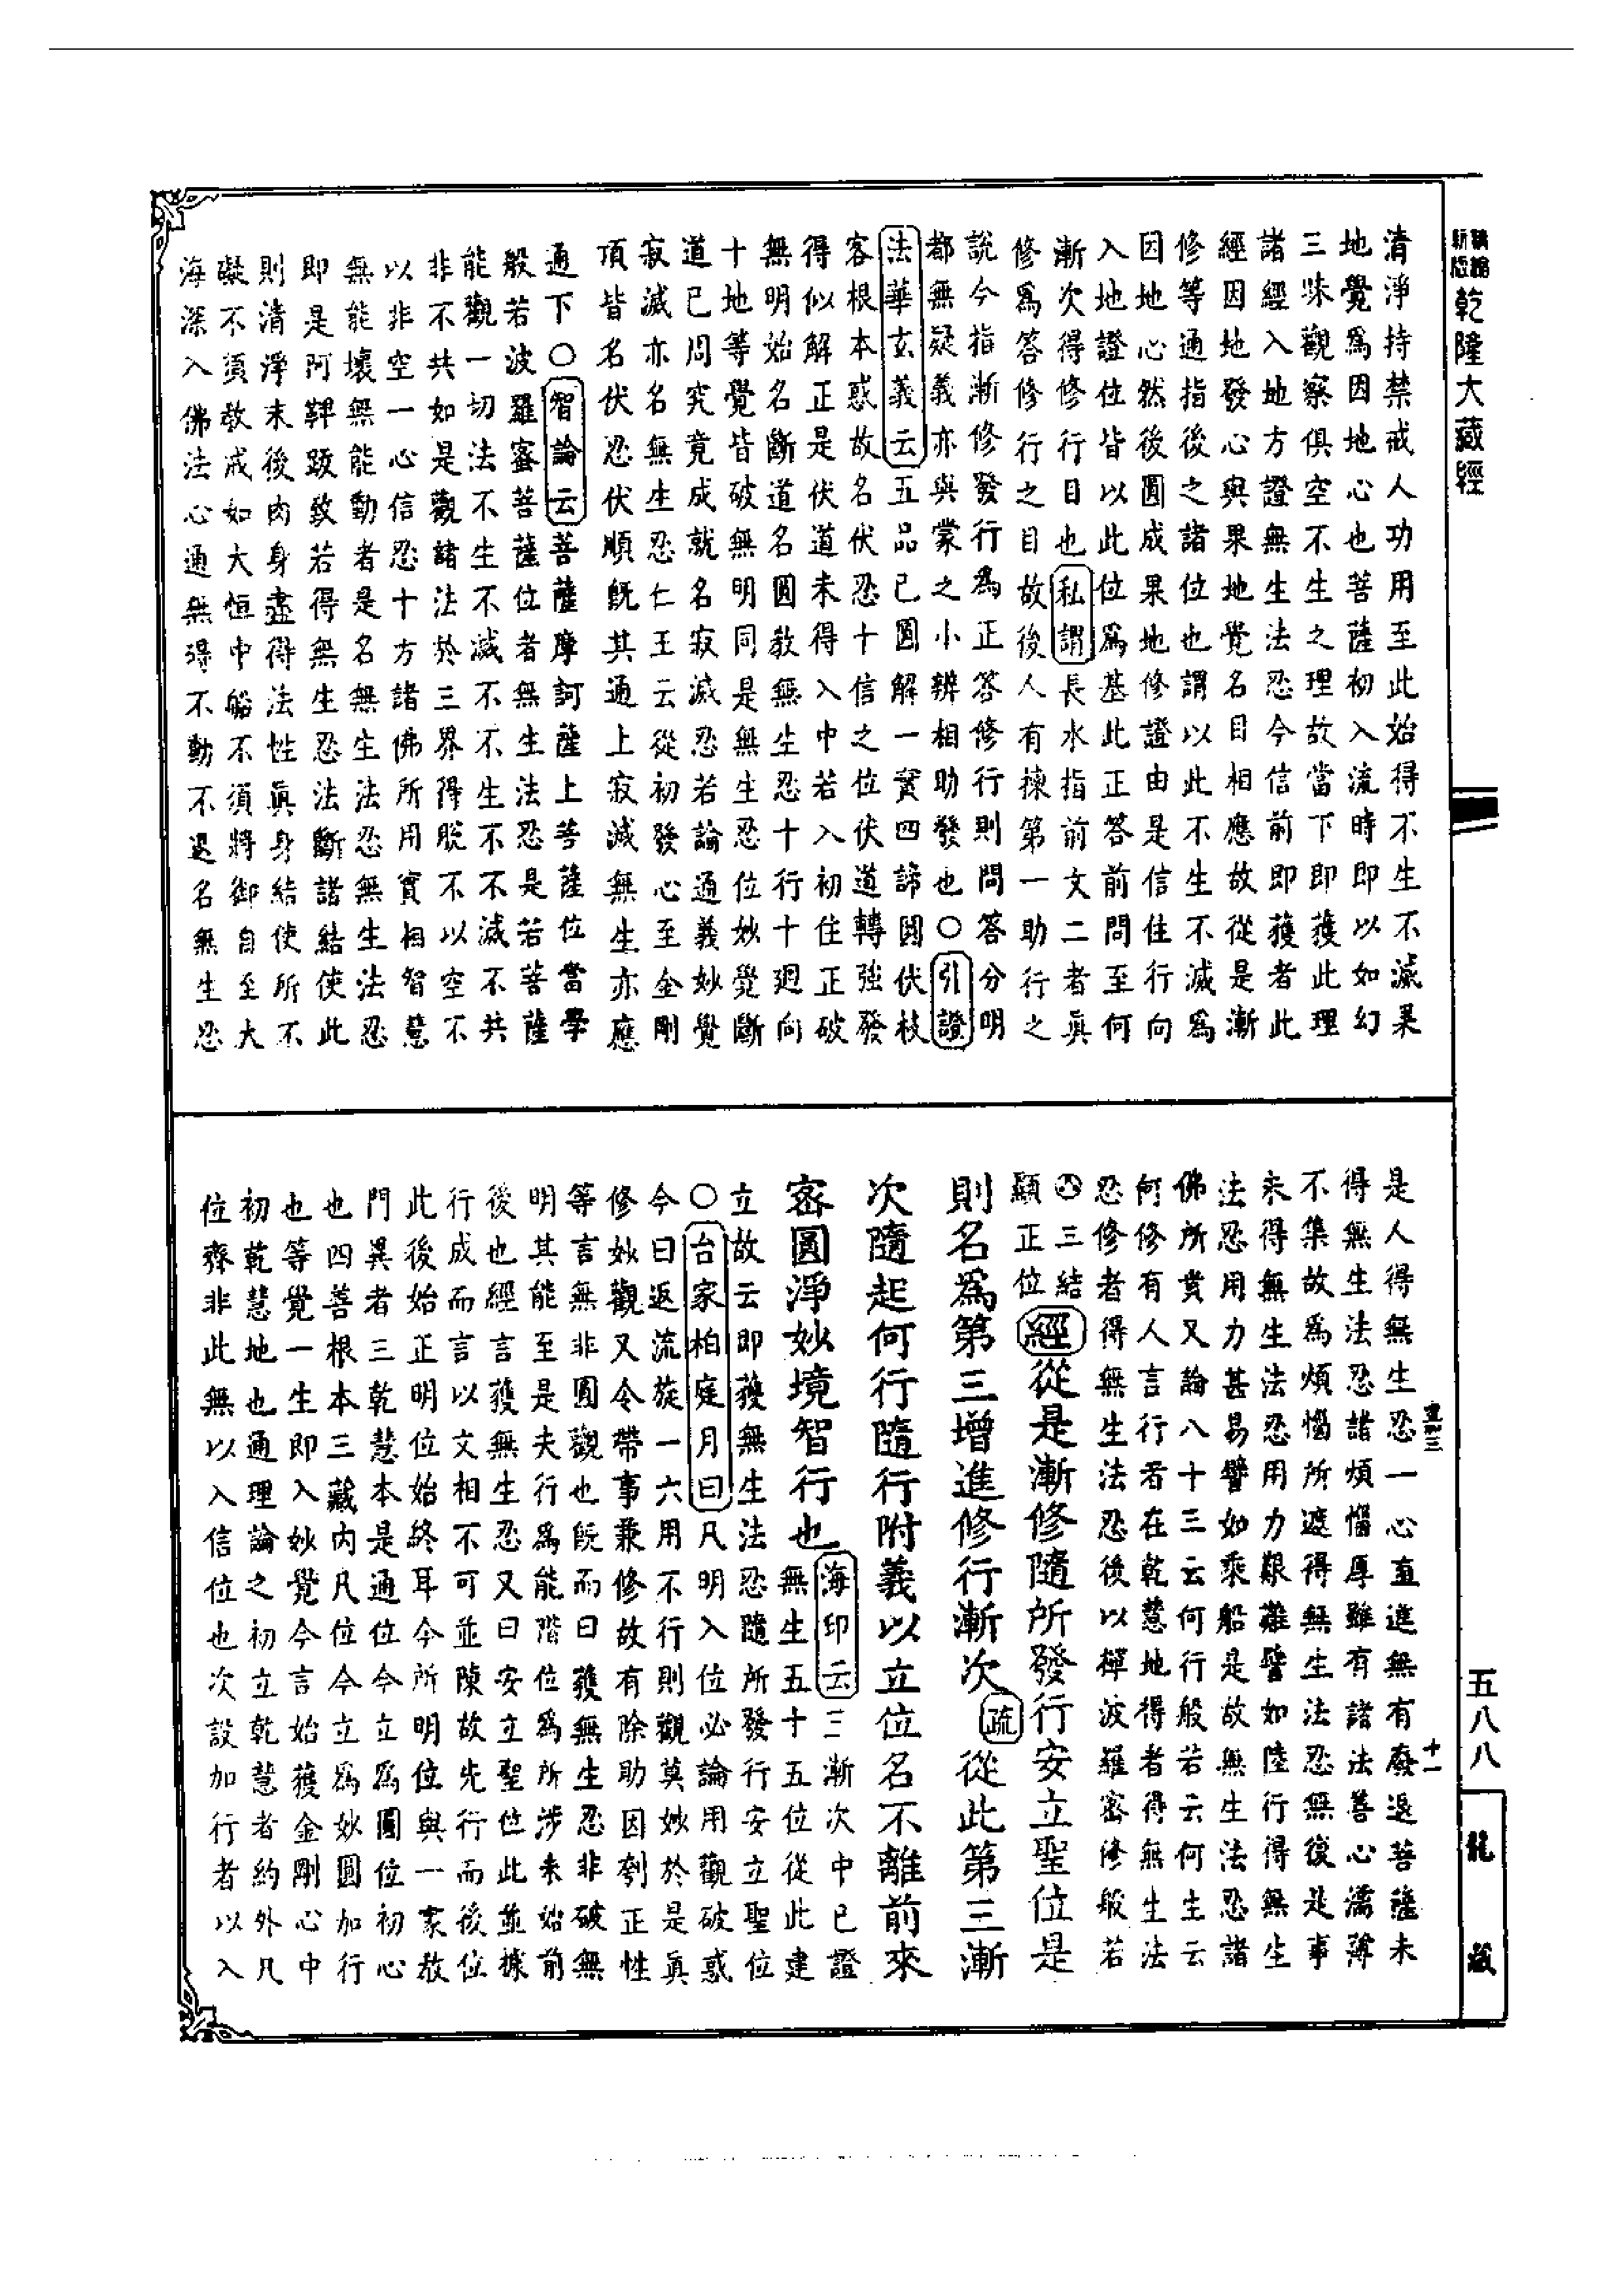 乾隆大藏經
五八八
龍藏
清淨持禁戒人功用至此始得不生不滅果
地覺爲因地心也菩薩初入流時即以如幻
三昧觀察俱空不生之理故當下即獲此理
諸經入地方證無生法忍今信前即獲者此
經因地發心與果地覺名目相應故從是漸
修等通指後之諸位也謂以此不生不滅爲
因地心然後圓成果地修證由是信住行向
入地證位皆以此位爲基此正答前問至何
漸次得修行目也私謂長水指前文二者眞
修爲答修行之目故後人有揀第一助行之
說今指漸修發行爲正答修行則問答分明
都無疑義亦與蒙之小辨相助發也○引證
法華玄義云五品已圓解一實四諦圓伏枝
客根本惑故名伏忍十信之位伏道轉強發
得似解正是伏道未得入中若入初住正破
無明始名斷道名圓教無生忍十行十廻向
十地等覺皆破無明同是無生忍位妙覺斷
道已周究竟成就名寂滅忍若論通義妙覺
寂滅亦名無生忍仁王云從初發心至金剛
頂皆名伏忍伏順旣其通上寂滅無生亦應
通下○智論云菩薩摩訶薩上菩薩位當學
般若波羅蜜菩薩位者無生法忍是若菩薩
能觀一切法不生不滅不不生不不滅不共
非不共如是觀諸法於三界得脫不以空不
以非空一心信忍十方諸佛所用實相智慧
無能壞無能動者是名無生法忍無生法忍
即是阿鞞跋致若得無生忍法斷諸結使此
則清淨末後肉身盡得法性眞身結使所不
礙不須教戒如大恒中船不須將御自至大
海深入佛法心通無礙不動不退名無生忍
是人得無生忍一心直進無有廢退菩薩未
得無生法忍諸煩惱厚雖有諸法善心濡薄
不集故爲煩惱所遮得無生法忍無復是事
未得無生法忍用力艱難譬如陸行得無生
法忍用力甚易譬如乘船是故無生法忍諸
佛所貴又論八十三云何行般若云何生云
何修有人言行者在乾慧地得者得無生法
忍修者得無生法忍後以禪波羅密修般若
三結
顯正位經從是漸修隨所發行安立聖位是
則名爲第三增進修行漸次疏從此第三漸
次隨起何行隨行附義以立位名不離前來
密圓淨妙境智行也海印云三漸次中已證
無生五十五位從此建
立故云即獲無生法忍隨所發行安立聖位
○台家柏庭月曰凡明入位必論用觀破惑
今曰返流旋一六用不行則觀莫妙於是眞
修妙觀又令帶事兼修故有除助因刳正性
等言無非圓觀也旣而曰獲無生忍非破無
明其能至是夫行爲能階位爲所涉未始前
後也經言獲無生忍又曰安立聖位此並據
行成而言以文相不可並陳故先行而後位
此後始正明位始終耳今所明位與一家教
門異者三乾慧本是通位今立爲圓位初心
也四善根本三藏內凡位今立爲妙圓加行
也等覺一生即入妙覺今言始獲金剛心中
初乾慧地也通理論之初立乾慧者約外凡
位齊非此無以入信位也次設加行者以入